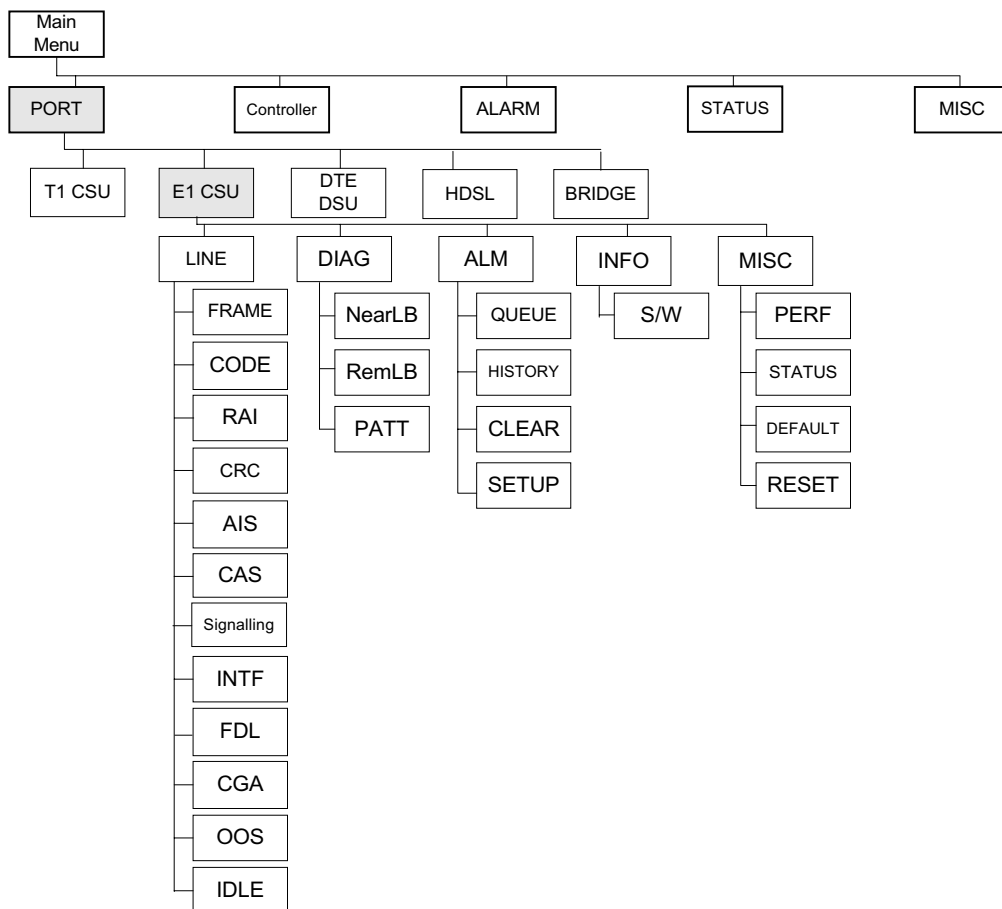 Main
Menu
PORT
Controller
ALARM
STATUS
MISC
T1 CSU
E1 CSU
DTE
DSU
HDSL
BRIDGE
LINE
DIAG
ALM
INFO
MISC
FRAME
NearLB
QUEUE
S/W
PERF
CODE
RemLB
HISTORY
STATUS
RAI
PATT
CLEAR
DEFAULT
CRC
SETUP
RESET
AIS
CAS
Signalling
INTF
FDL
CGA
OOS
IDLE